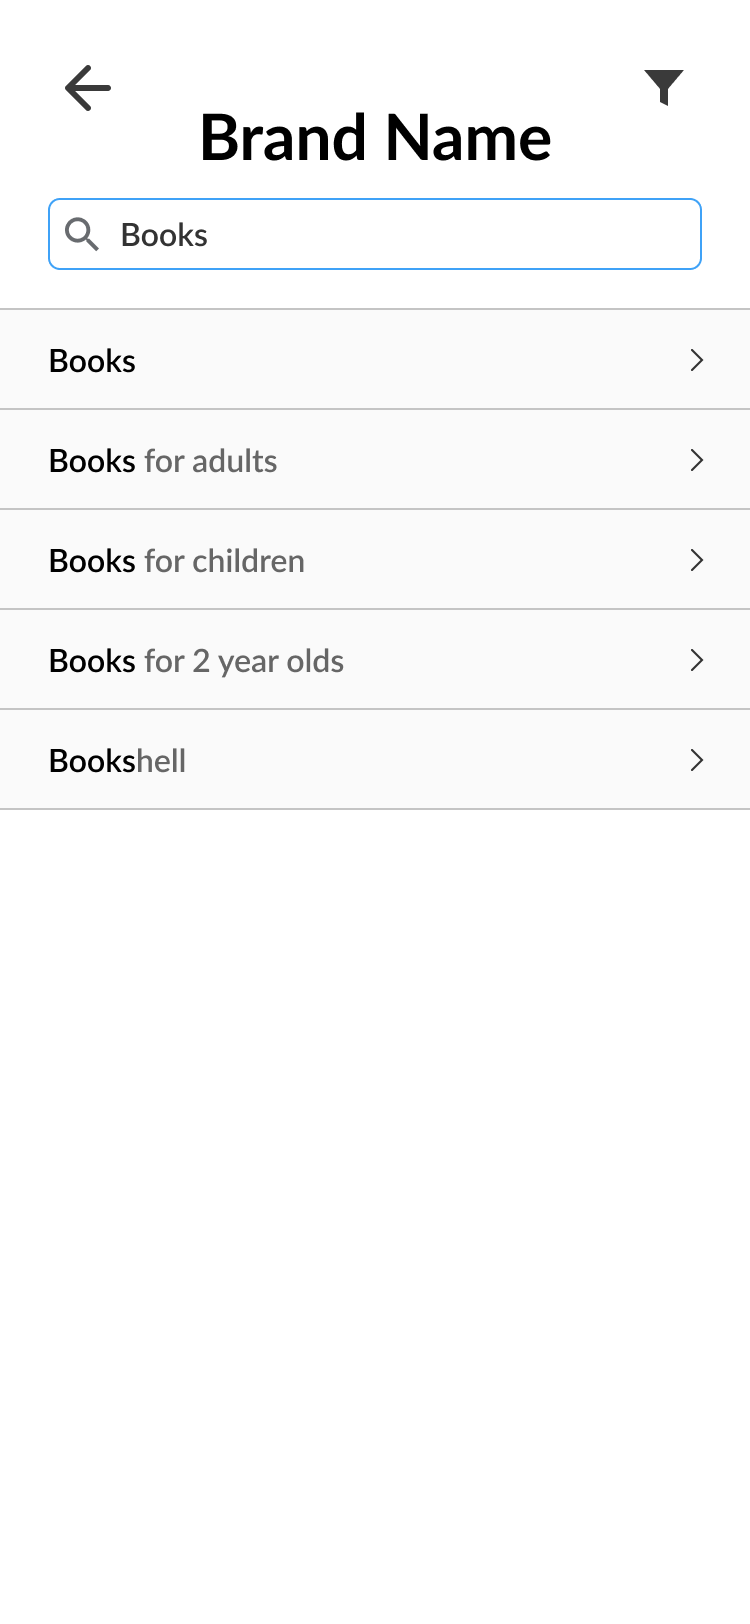 Brand Name
Books
Books
Books for adults
Books for children
Books for 2 year olds
Bookshell